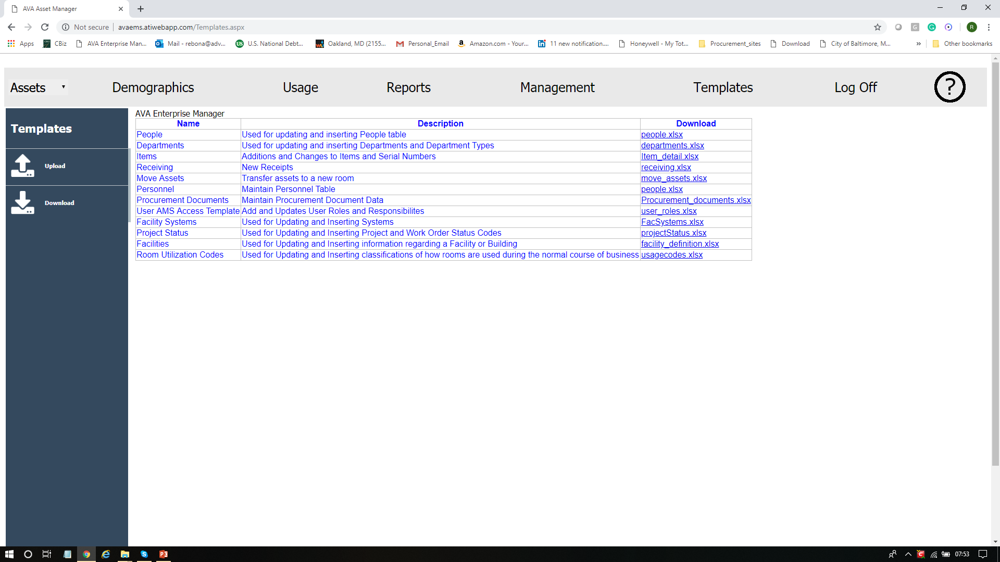 AVA Asset Manager
Not secure avaems.atiwebapp.com/Templates.aspx
R
Apps CBiz AVA Enterprise Man... Mail - rebona@adv... U.S. National Debt... Oakland, MD (2155... Personal_Email Amazon.com - Your... 11 new notification.... Honeywell - My Tot... Procurement_sites Download City of Baltimore, M... » Other bookmarks
Assets Demographics Usage Reports Management Templates Log Off ?
Templates
Upload
Download
AVA Enterprise Manager
Name Description Download
People Used for updating and inserting People table people.xlsx
Departments Used for updating and inserting Departments and Department Types departments.xlsx
Items Additions and Changes to Items and Serial Numbers Item_detail.xlsx
Receiving New Receipts receiving.xlsx
Move Assets Transfer assets to a new room move_assets.xlsx
Personnel Maintain Personnel Table people.xlsx
Procurement Documents Maintain Procurement Document Data Procurement_documents.xlsx
User AMS Access Template Add and Updates User Roles and Responsibilites user_roles.xlsx
Facility Systems Used for Updating and Inserting Systems FacSystems.xlsx
Project Status Used for Updating and Inserting Project and Work Order Status Codes projectStatus.xlsx
Facilities Used for Updating and Inserting information regarding a Facility or Building facility_definition.xlsx
Room Utilization Codes Used for Updating and Inserting classifications of how rooms are used during the normal course of business usagecodes.xlsx
07:53